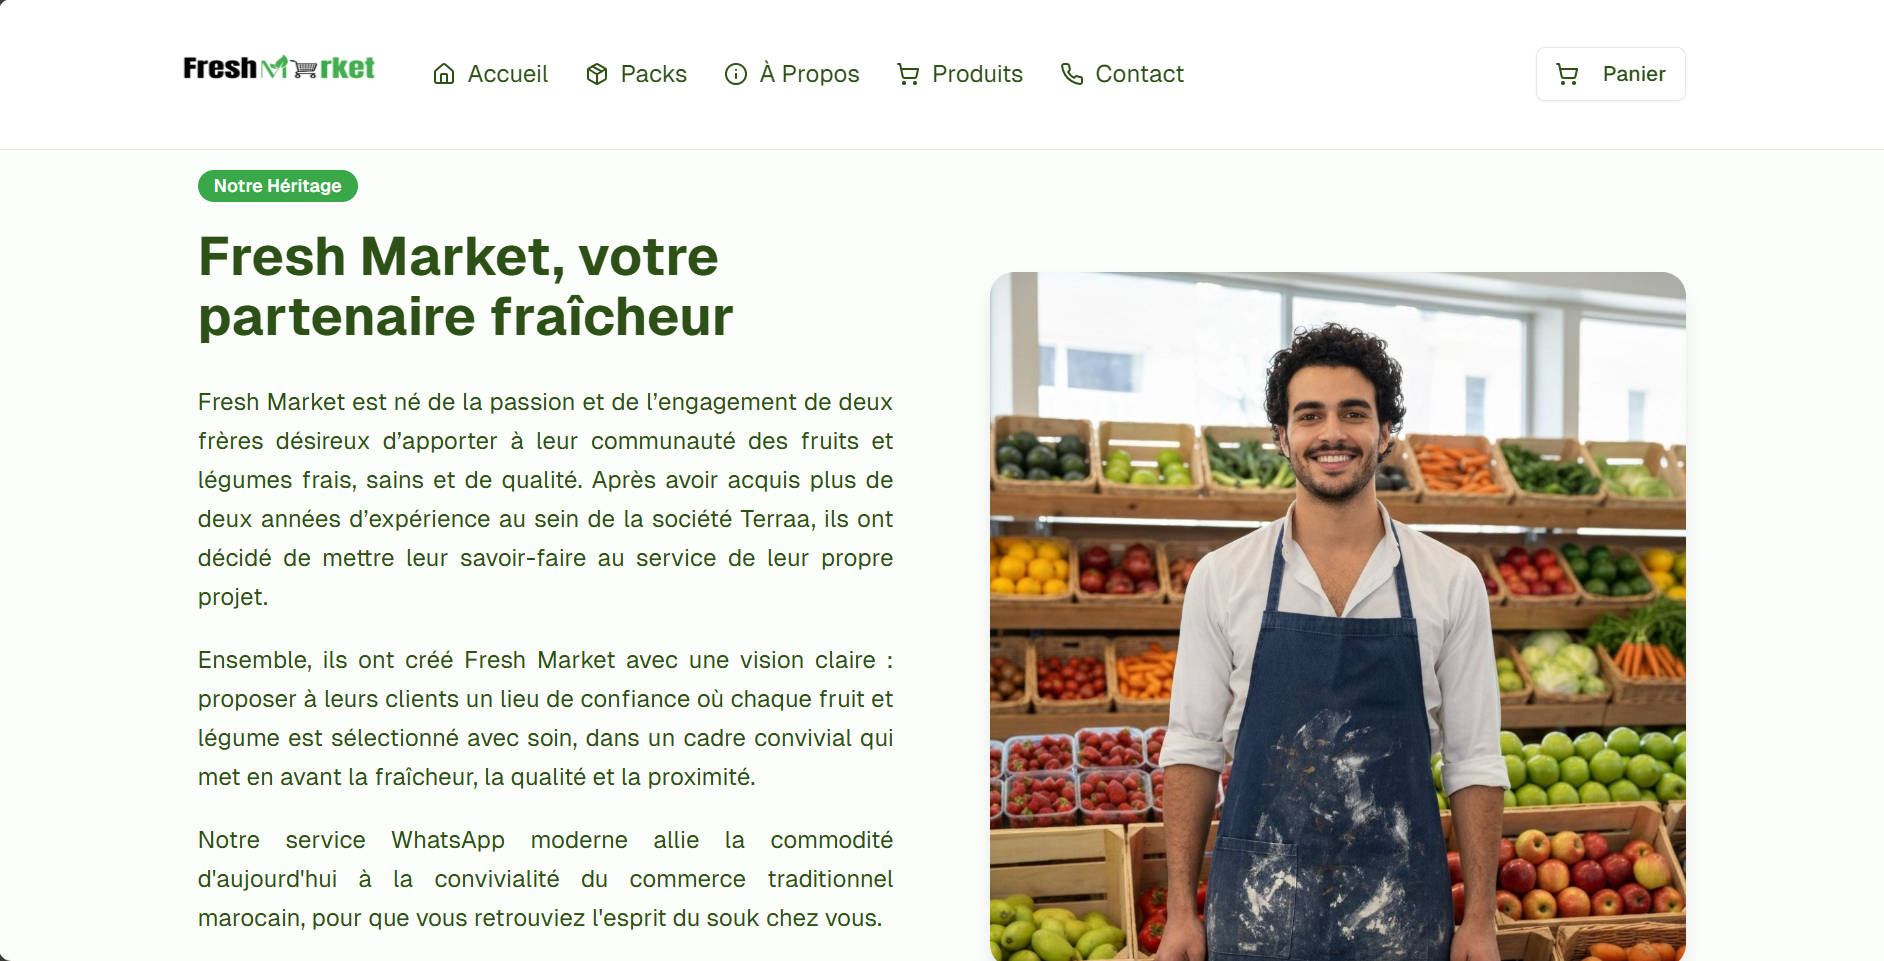 Fresh Market
Accueil
Packs
À Propos
Produits
Contact
Panier
Notre Héritage
Fresh Market, votre
partenaire fraîcheur
Fresh Market est né de la passion et de l’engagement de deux
frères désireux d’apporter à leur communauté des fruits et
légumes frais, sains et de qualité. Après avoir acquis plus de
deux années d’expérience au sein de la société Terraa, ils ont
décidé de mettre leur savoir-faire au service de leur propre
projet.
Ensemble, ils ont créé Fresh Market avec une vision claire :
proposer à leurs clients un lieu de confiance où chaque fruit et
légume est sélectionné avec soin, dans un cadre convivial qui
met en avant la fraîcheur, la qualité et la proximité.
Notre service WhatsApp moderne allie la commodité
d'aujourd'hui à la convivialité du commerce traditionnel
marocain, pour que vous retrouviez l'esprit du souk chez vous.